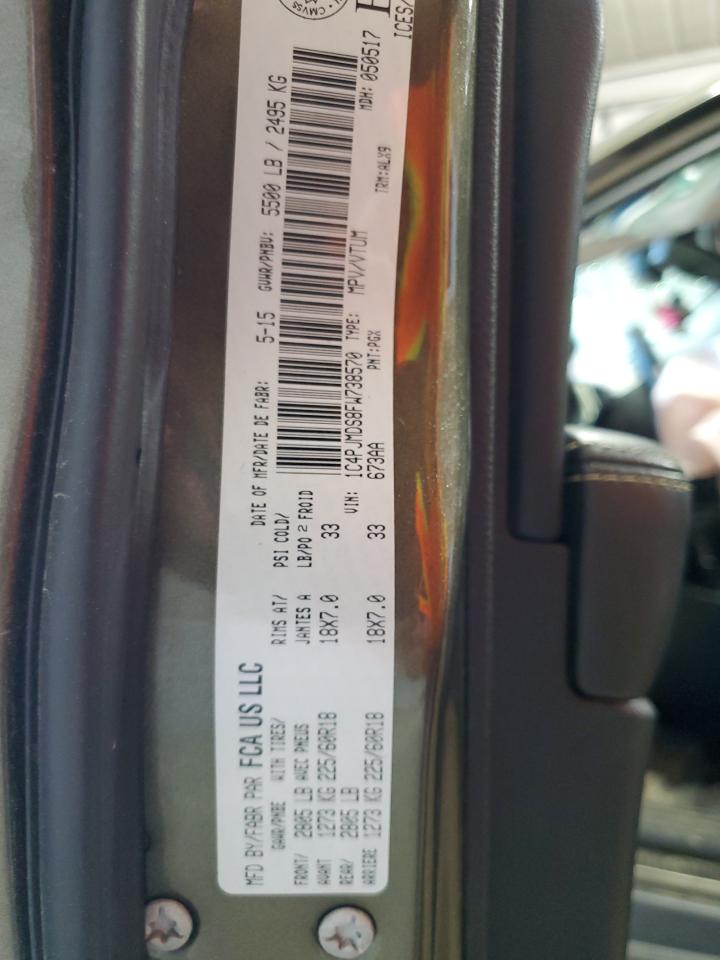 MFD BY/FABR PAR FCA US LLC
DATE OF MFR/DATE DE FABR: 5-15 GVWR/PNBV: 5500 LB / 2495 KG
GAWR/PNBE WITH TIRES/ RIMS AT/ PSI COLD/
FRONT/ 2805 LB AVEC PNEUS JANTES A LB/PO 2 FROID
AVANT 1273 KG 225/60R18 18X7.0 33
REAR/ 2805 LB VIN: 1C4PJMDS8FW738570 TYPE: MPV/VTUM MDH: 050517
ARRIERE 1273 KG 225/60R18 18X7.0 33 673AA PNT:PGX TRM:ALX9
ICES/
CMVSS